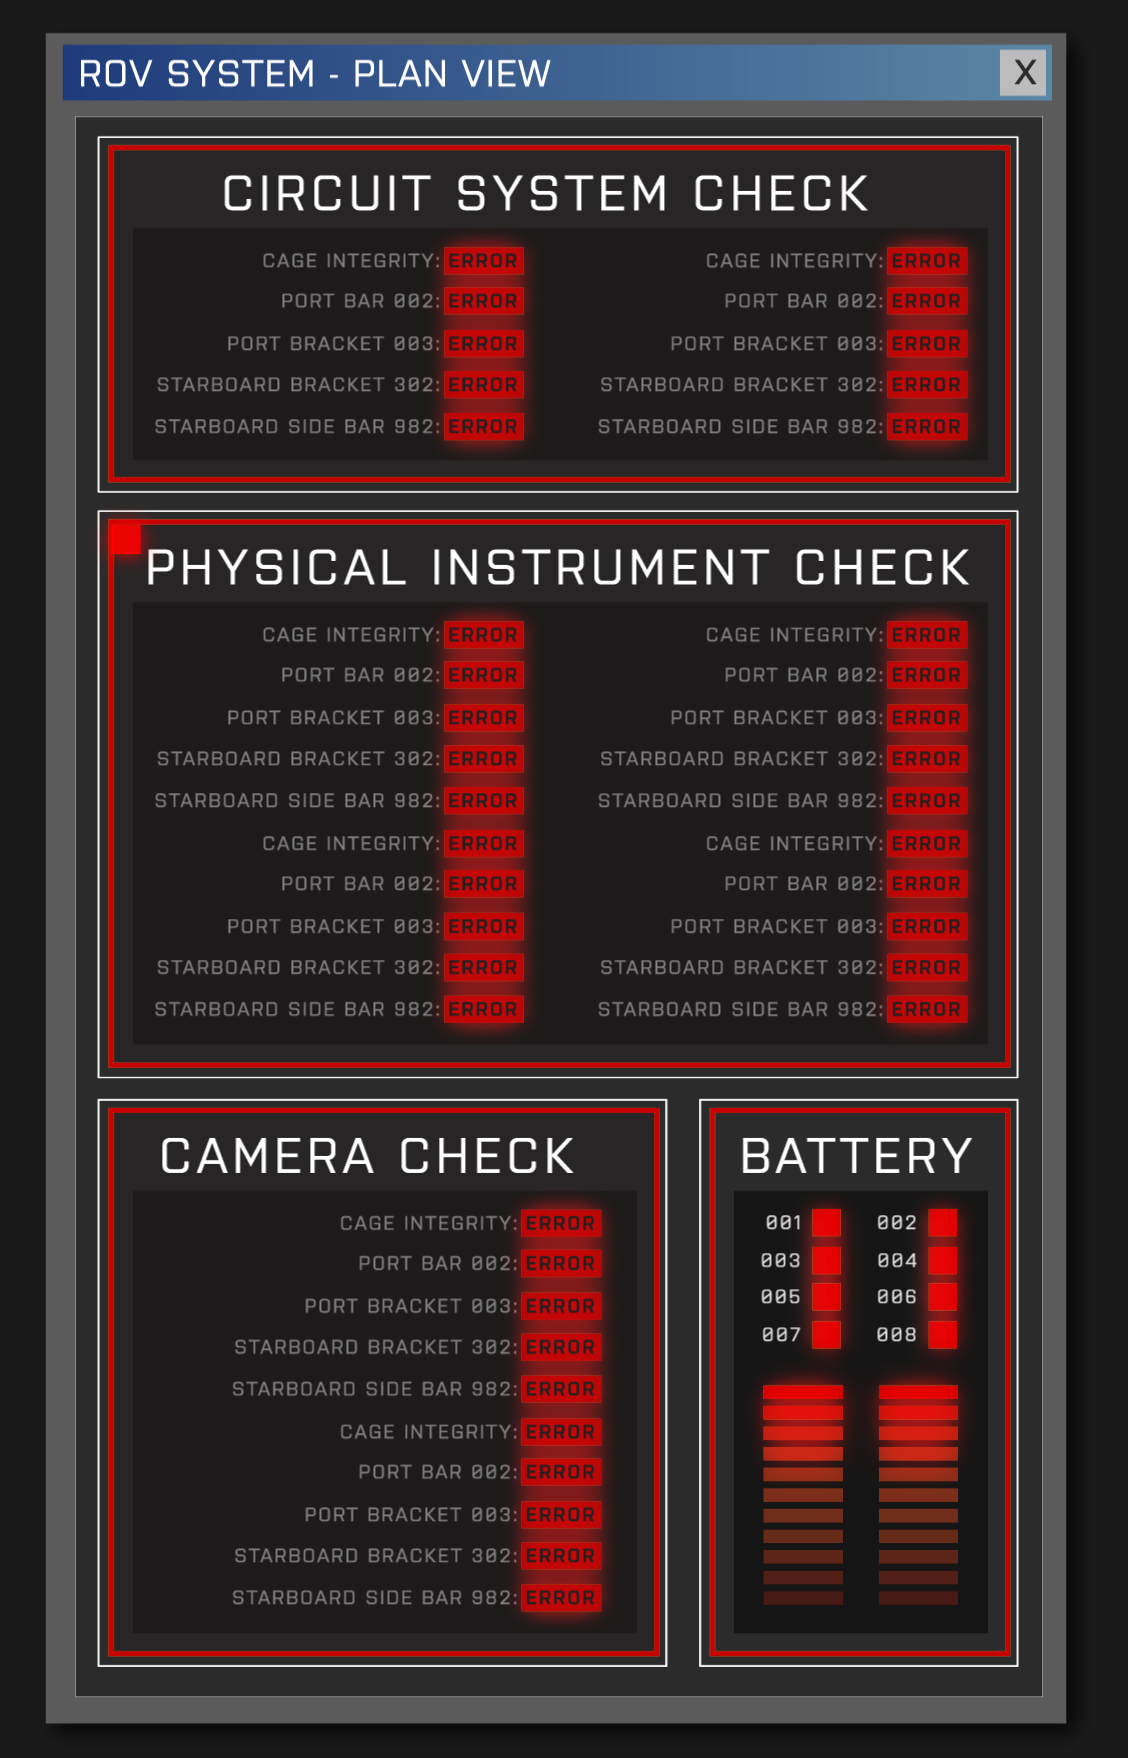 ROV SYSTEM - PLAN VIEW X
CIRCUIT SYSTEM CHECK
CAGE INTEGRITY: ERROR CAGE INTEGRITY: ERROR
PORT BAR 002: ERROR PORT BAR 002: ERROR
PORT BRACKET 003: ERROR PORT BRACKET 003: ERROR
STARBOARD BRACKET 302: ERROR STARBOARD BRACKET 302: ERROR
STARBOARD SIDE BAR 982: ERROR STARBOARD SIDE BAR 982: ERROR
PHYSICAL INSTRUMENT CHECK
CAGE INTEGRITY: ERROR CAGE INTEGRITY: ERROR
PORT BAR 002: ERROR PORT BAR 002: ERROR
PORT BRACKET 003: ERROR PORT BRACKET 003: ERROR
STARBOARD BRACKET 302: ERROR STARBOARD BRACKET 302: ERROR
STARBOARD SIDE BAR 982: ERROR STARBOARD SIDE BAR 982: ERROR
CAGE INTEGRITY: ERROR CAGE INTEGRITY: ERROR
PORT BAR 002: ERROR PORT BAR 002: ERROR
PORT BRACKET 003: ERROR PORT BRACKET 003: ERROR
STARBOARD BRACKET 302: ERROR STARBOARD BRACKET 302: ERROR
STARBOARD SIDE BAR 982: ERROR STARBOARD SIDE BAR 982: ERROR
CAMERA CHECK
CAGE INTEGRITY: ERROR
PORT BAR 002: ERROR
PORT BRACKET 003: ERROR
STARBOARD BRACKET 302: ERROR
STARBOARD SIDE BAR 982: ERROR
CAGE INTEGRITY: ERROR
PORT BAR 002: ERROR
PORT BRACKET 003: ERROR
STARBOARD BRACKET 302: ERROR
STARBOARD SIDE BAR 982: ERROR
BATTERY
001 002
003 004
005 006
007 008